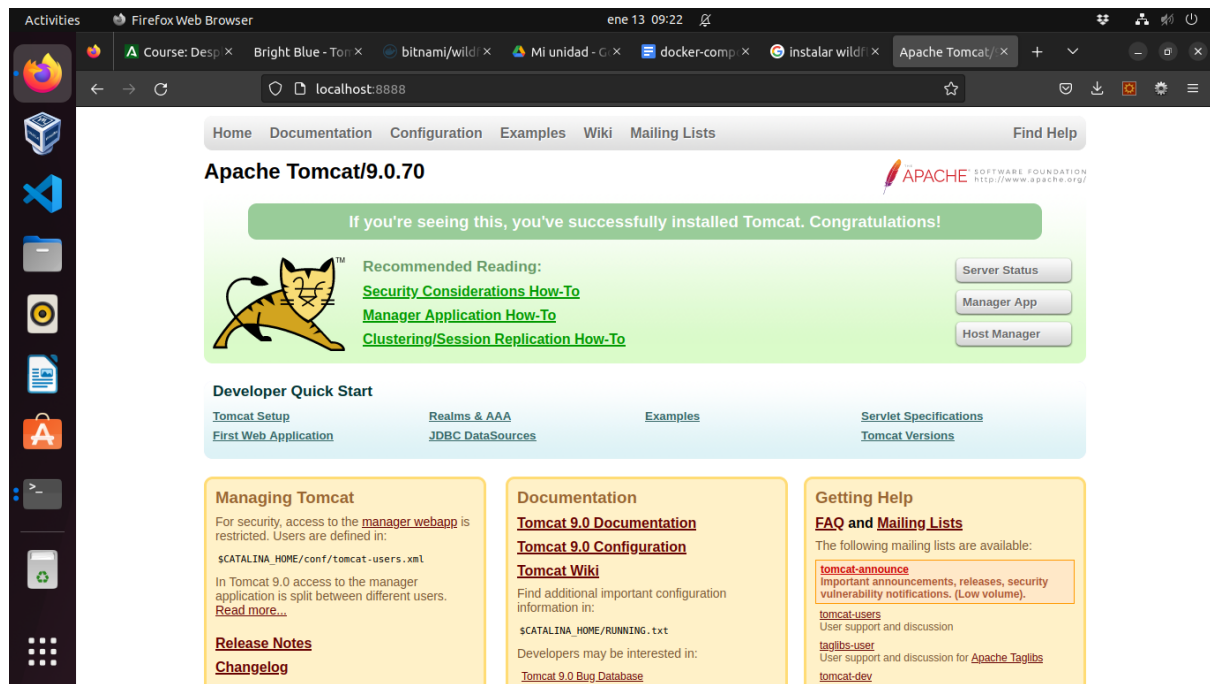 Activities Firefox Web Browser ene 13 09:22
Course: Desp Bright Blue - Tom bitnami/wildf Mi unidad - G docker-comp instalar wildf Apache Tomcat/
localhost:8888
Home Documentation Configuration Examples Wiki Mailing Lists Find Help
Apache Tomcat/9.0.70
THE APACHE SOFTWARE FOUNDATION
http://www.apache.org/
If you're seeing this, you've successfully installed Tomcat. Congratulations!
TM
Recommended Reading:
Security Considerations How-To
Manager Application How-To
Clustering/Session Replication How-To
Server Status
Manager App
Host Manager
Developer Quick Start
Tomcat Setup
First Web Application
Realms & AAA
JDBC DataSources
Examples
Servlet Specifications
Tomcat Versions
Managing Tomcat
For security, access to the manager webapp is
restricted. Users are defined in:
$CATALINA_HOME/conf/tomcat-users.xml
In Tomcat 9.0 access to the manager
application is split between different users.
Read more...
Release Notes
Changelog
Documentation
Tomcat 9.0 Documentation
Tomcat 9.0 Configuration
Tomcat Wiki
Find additional important configuration
information in:
$CATALINA_HOME/RUNNING.txt
Developers may be interested in:
Tomcat 9.0 Bug Database
Getting Help
FAQ and Mailing Lists
The following mailing lists are available:
tomcat-announce
Important announcements, releases, security
vulnerability notifications. (Low volume).
tomcat-users
User support and discussion
taglibs-user
User support and discussion for Apache Taglibs
tomcat-dev